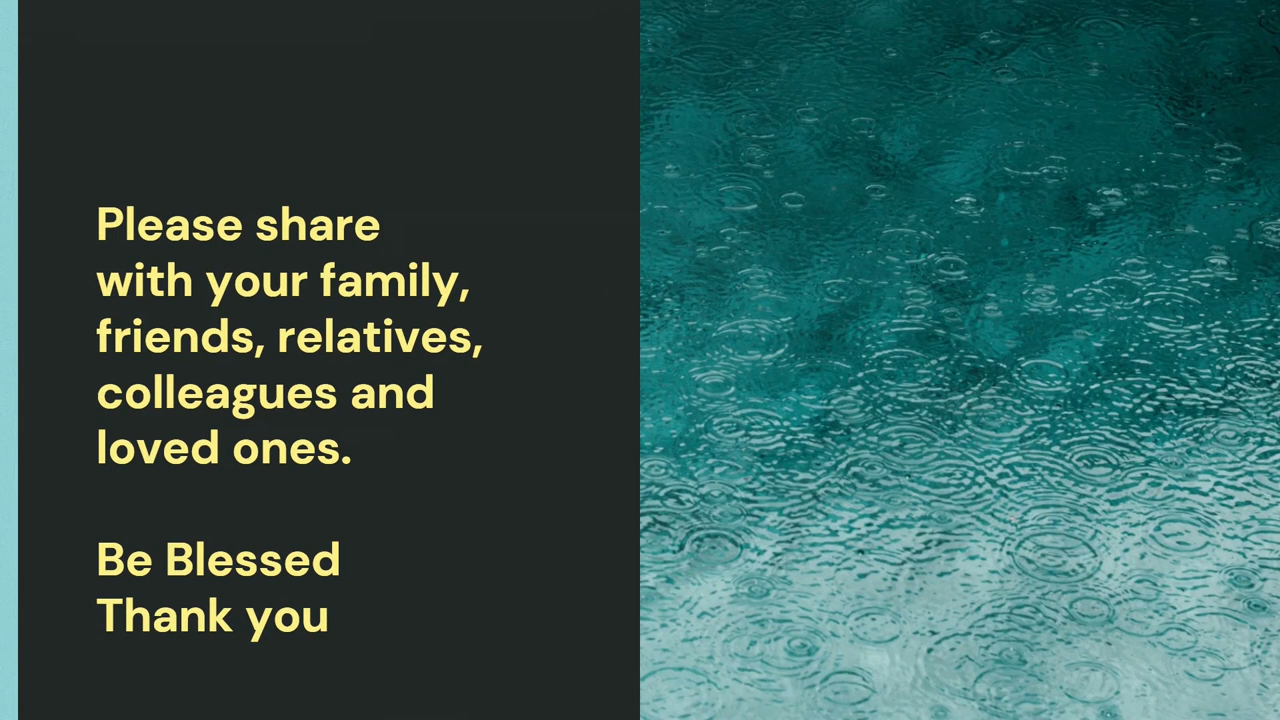 Please share
with your family,
friends, relatives,
colleagues and
loved ones.
Be Blessed
Thank you